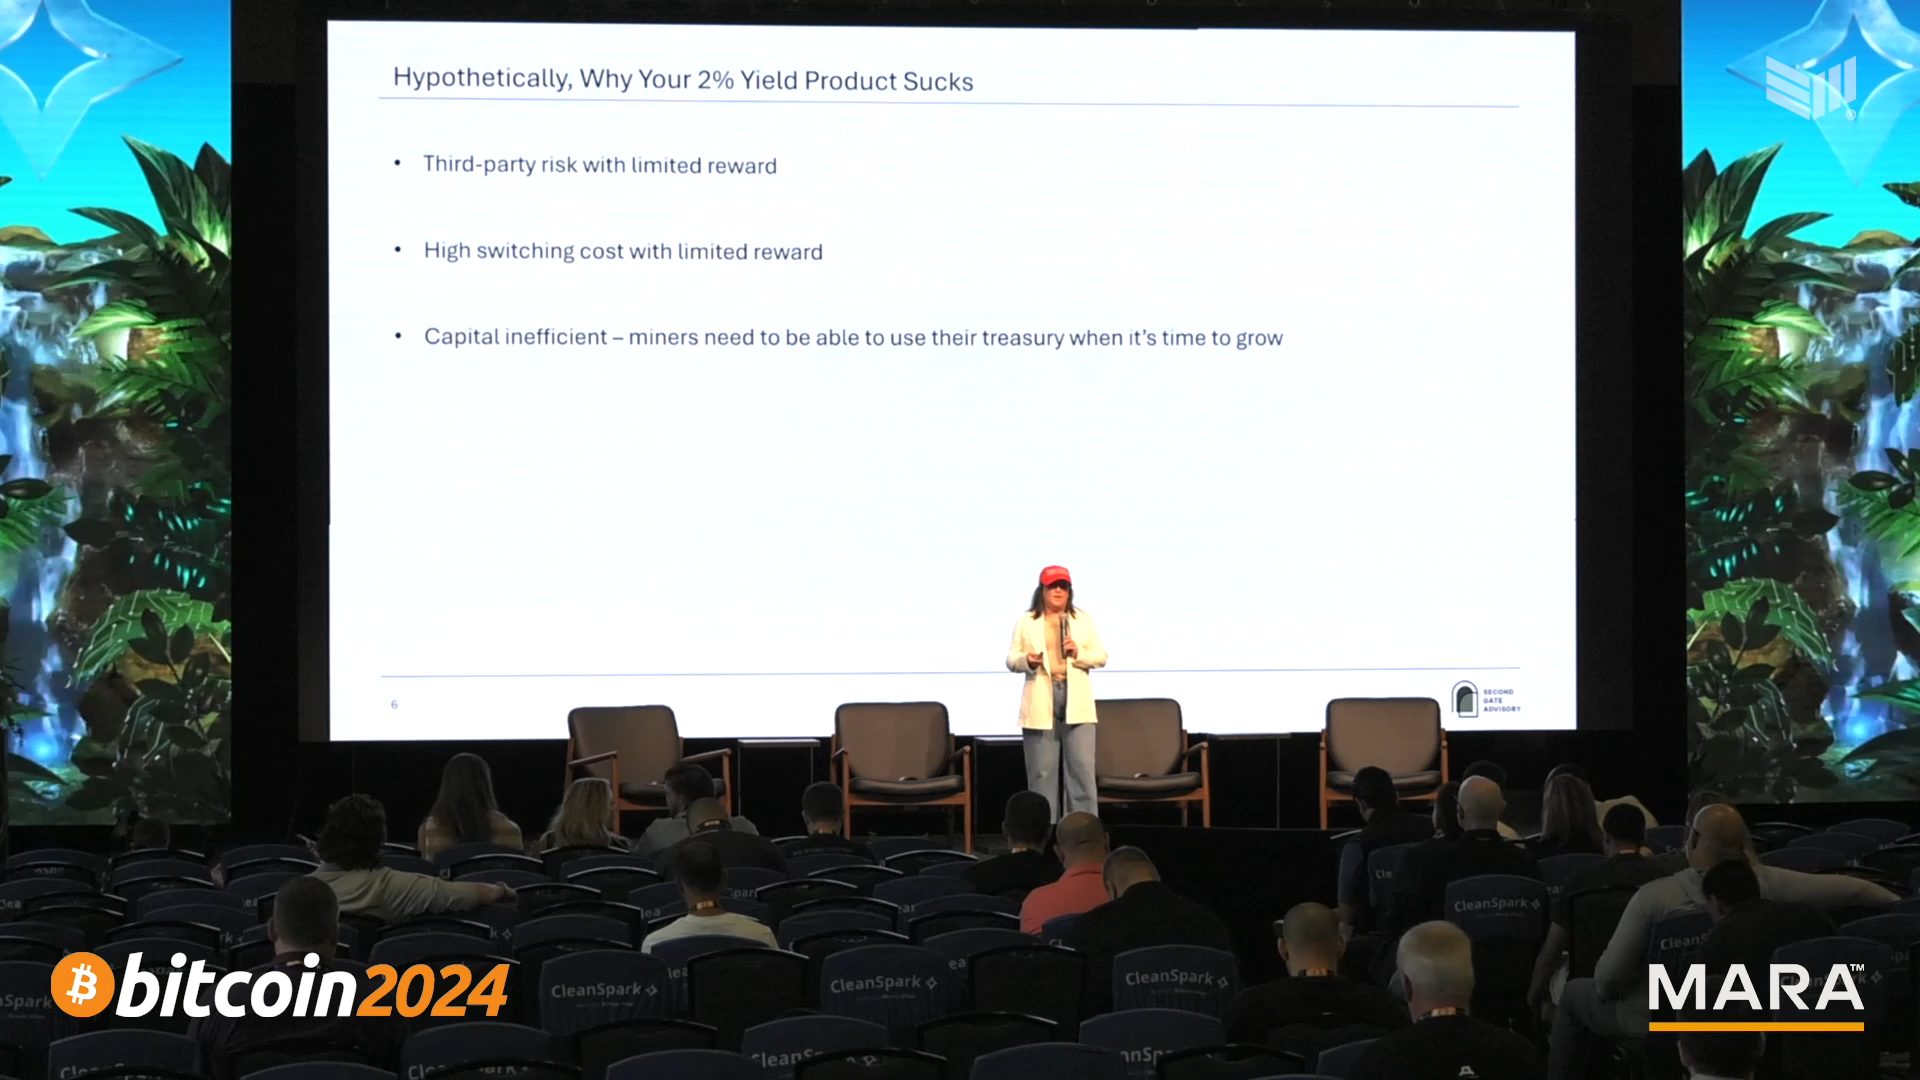 Hypothetically, Why Your 2% Yield Product Sucks
• Third-party risk with limited reward
• High switching cost with limited reward
• Capital inefficient – miners need to be able to use their treasury when it's time to grow
6
SECOND
GATE
ADVISORY
CleanSpark
CleanSpark
CleanSpark
CleanSpark
bitcoin2024
MARA™